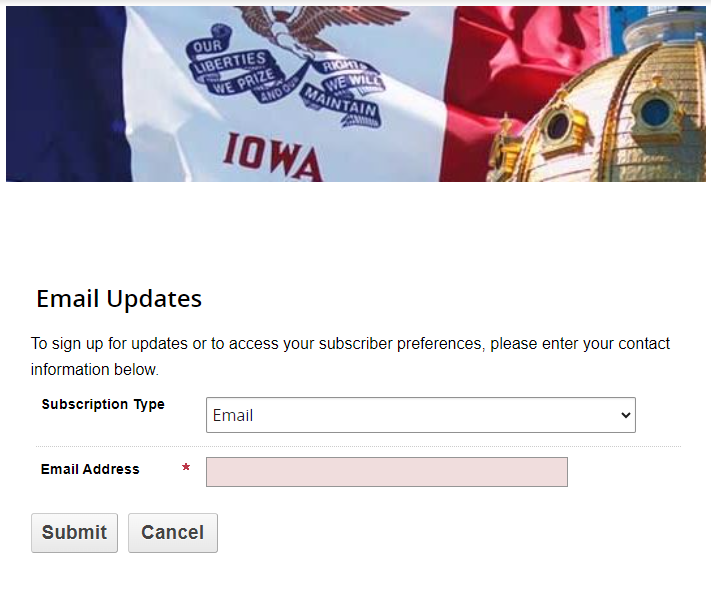 OUR
LIBERTIES
WE PRIZE
AND OUR
RIGHTS
WE WILL
MAINTAIN
IOWA
Email Updates
To sign up for updates or to access your subscriber preferences, please enter your contact
information below.
Subscription Type
Email
Email Address *
Submit Cancel